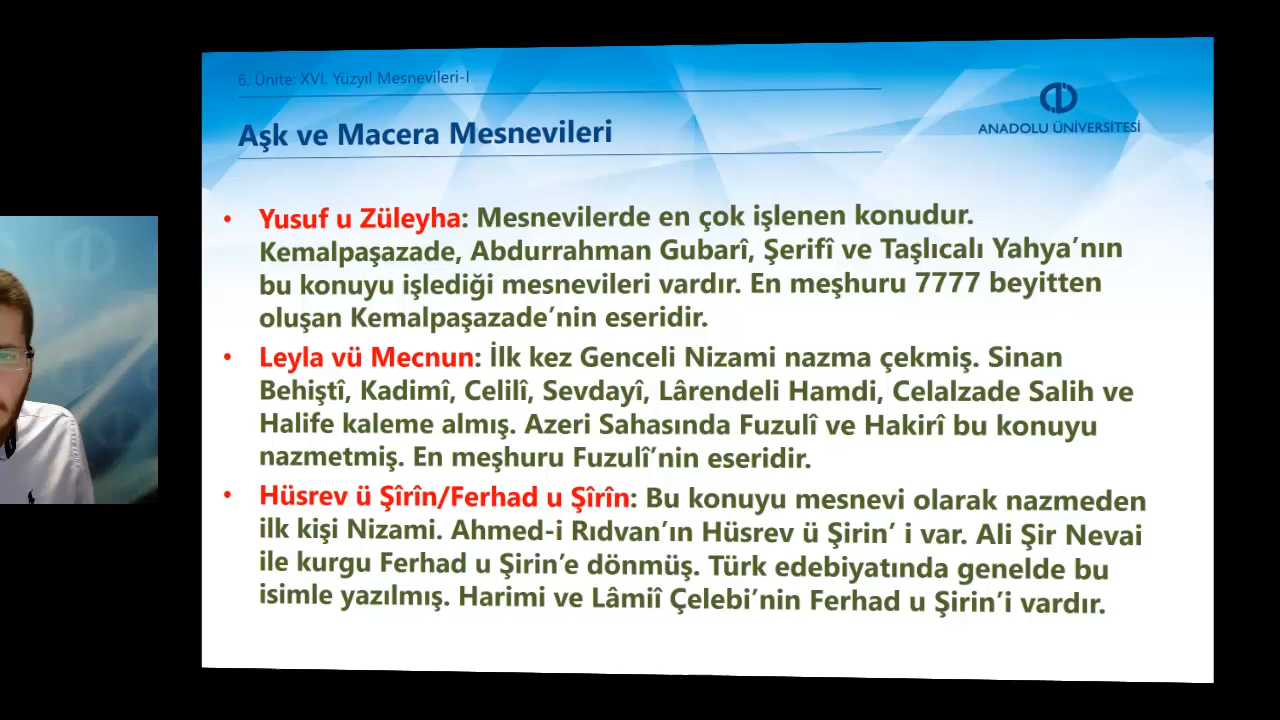 6. Ünite: XVI. Yüzyıl Mesnevileri-I
ANADOLU ÜNİVERSİTESİ
Aşk ve Macera Mesnevileri
• Yusuf u Züleyha: Mesnevilerde en çok işlenen konudur.
Kemalpaşazade, Abdurrahman Gubarî, Şerifî ve Taşlıcalı Yahya’nın
bu konuyu işlediği mesnevileri vardır. En meşhuru 7777 beyitten
oluşan Kemalpaşazade’nin eseridir.
• Leyla vü Mecnun: İlk kez Genceli Nizami nazma çekmiş. Sinan
Behiştî, Kadimî, Celilî, Sevdayî, Lârendeli Hamdi, Celalzade Salih ve
Halife kaleme almış. Azeri Sahasında Fuzulî ve Hakirî bu konuyu
nazmetmiş. En meşhuru Fuzulî’nin eseridir.
• Hüsrev ü Şîrîn/Ferhad u Şîrîn: Bu konuyu mesnevi olarak nazmeden
ilk kişi Nizami. Ahmed-i Rıdvan’ın Hüsrev ü Şirin’ i var. Ali Şir Nevai
ile kurgu Ferhad u Şirin’e dönmüş. Türk edebiyatında genelde bu
isimle yazılmış. Harimi ve Lâmiî Çelebi’nin Ferhad u Şirin’i vardır.